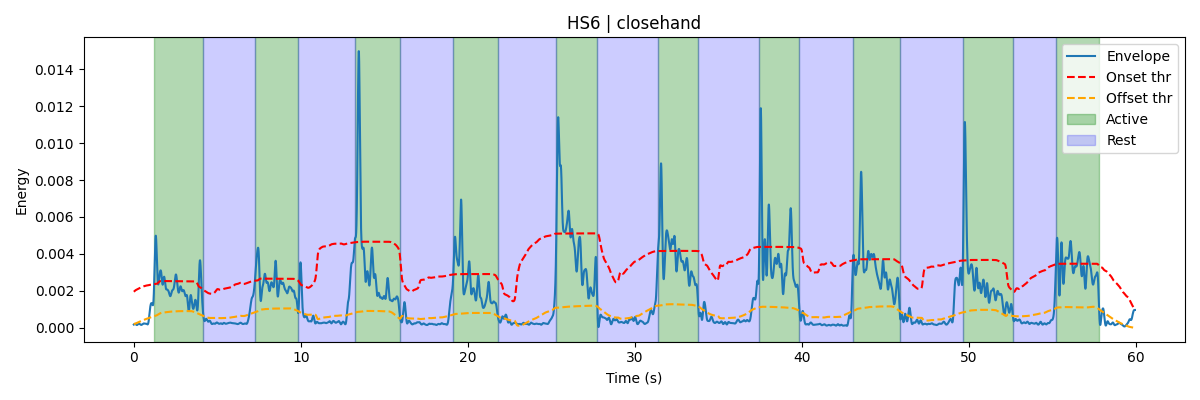 HS6 | closehand
Energy
0.014
0.012
0.010
0.008
0.006
0.004
0.002
0.000
Envelope
Onset thr
Offset thr
Active
Rest
0 10 20 30 40 50 60
Time (s)